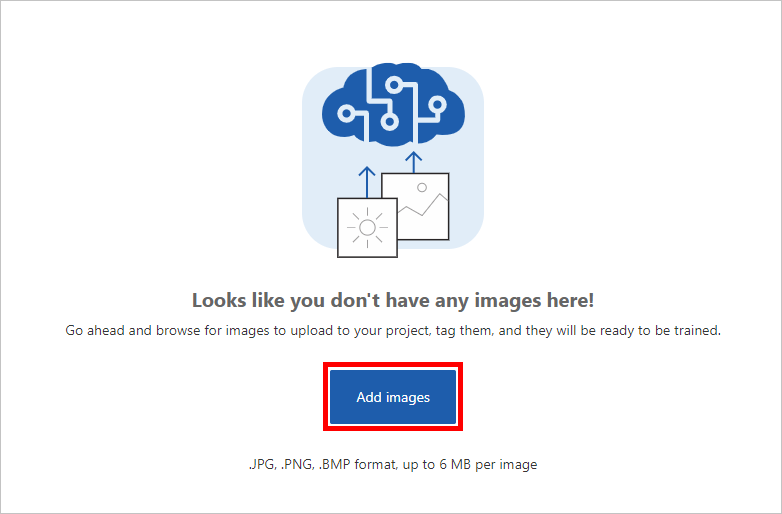 Looks like you don't have any images here!
Go ahead and browse for images to upload to your project, tag them, and they will be ready to be trained.
Add images
.JPG, .PNG, .BMP format, up to 6 MB per image